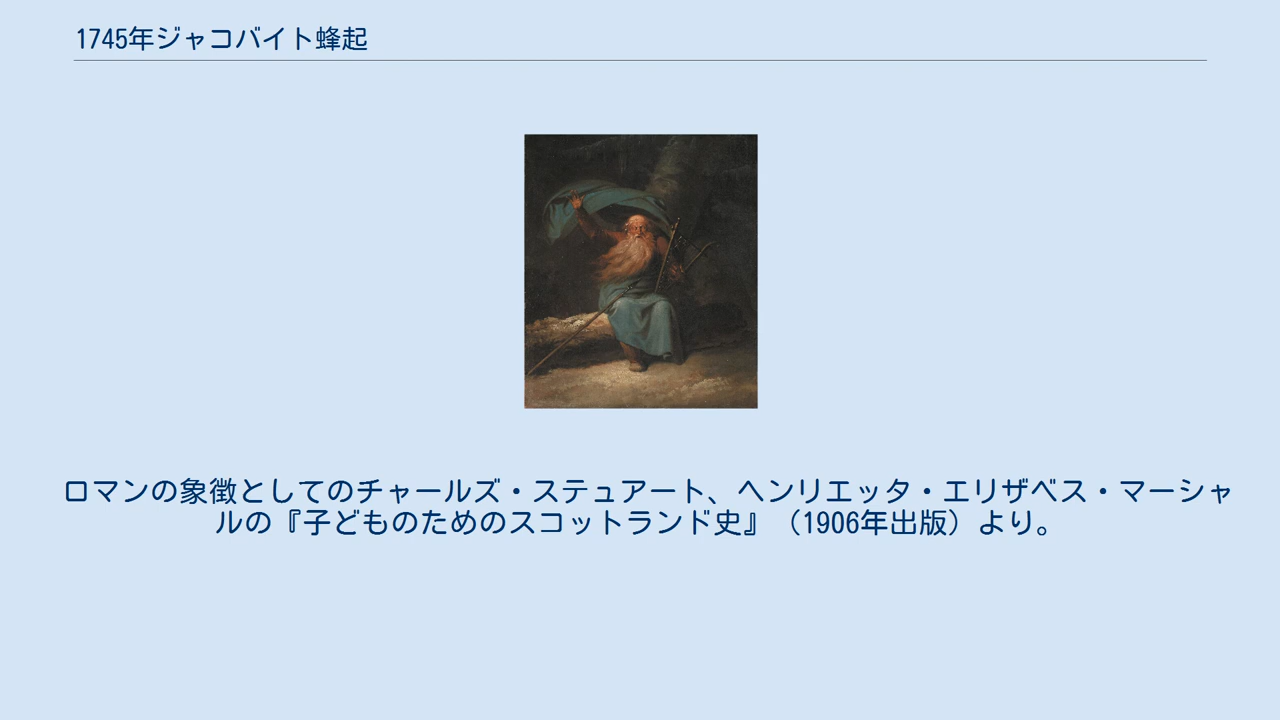 1745年ジャコバイト蜂起
ロマンの象徴としてのチャールズ・ステュアート、ヘンリエッタ・エリザベス・マーシャ
ルの『子どものためのスコットランド史』（1906年出版）より。